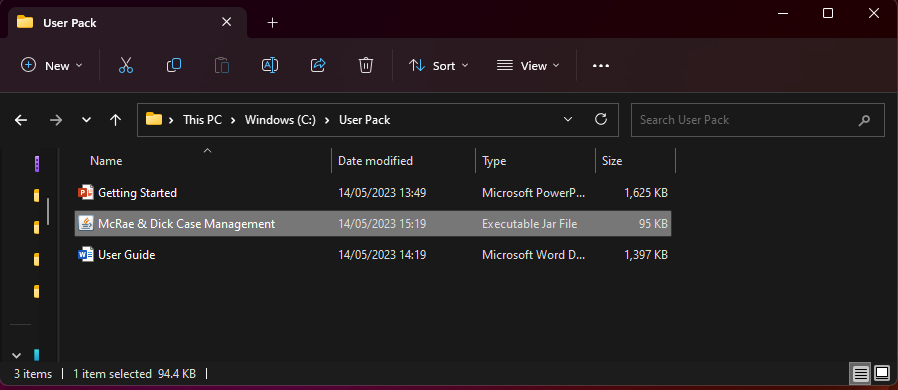 User Pack
New
Sort
View
This PC > Windows (C:) > User Pack
Search User Pack
Name Date modified Type Size
Getting Started 14/05/2023 13:49 Microsoft PowerP... 1,625 KB
McRae & Dick Case Management 14/05/2023 15:19 Executable Jar File 95 KB
User Guide 14/05/2023 14:19 Microsoft Word D... 1,397 KB
3 items 1 item selected 94.4 KB